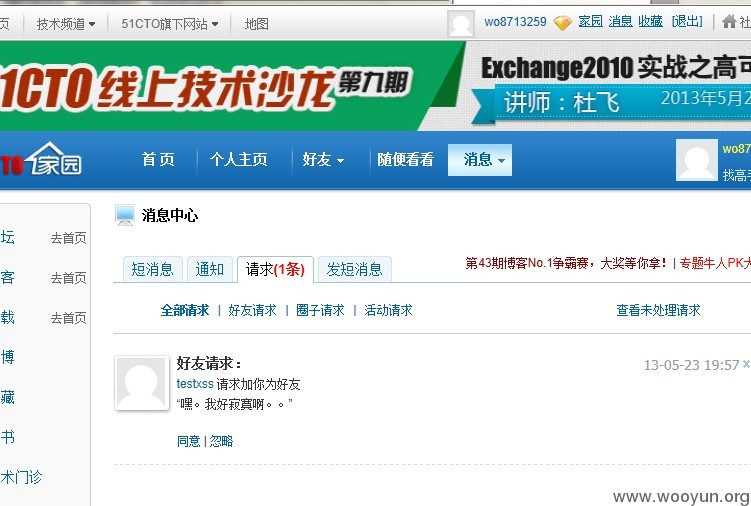 页 技术频道 51CTO旗下网站 地图 wo8713259 家园 消息 收藏 [退出] 社
51CTO 线上技术沙龙 第九期 Exchange2010 实战之高可
讲师：杜飞 2013年5月2
CTO 家园 首页 个人主页 好友 随便看看 消息 wo87
找高手
消息中心
坛 去首页
短消息 通知 请求(1条) 发短消息 第43期博客No.1争霸赛，大奖等你拿! | 专题牛人PK大
客 去首页
全部请求 | 好友请求 | 圈子请求 | 活动请求 查看未处理请求
载 去首页
博
好友请求： 13-05-23 19:57
testxss 请求加你为好友
藏
“嘿。我好寂寞啊。。”
书
同意 | 忽略
术门诊
www.wooyun.org